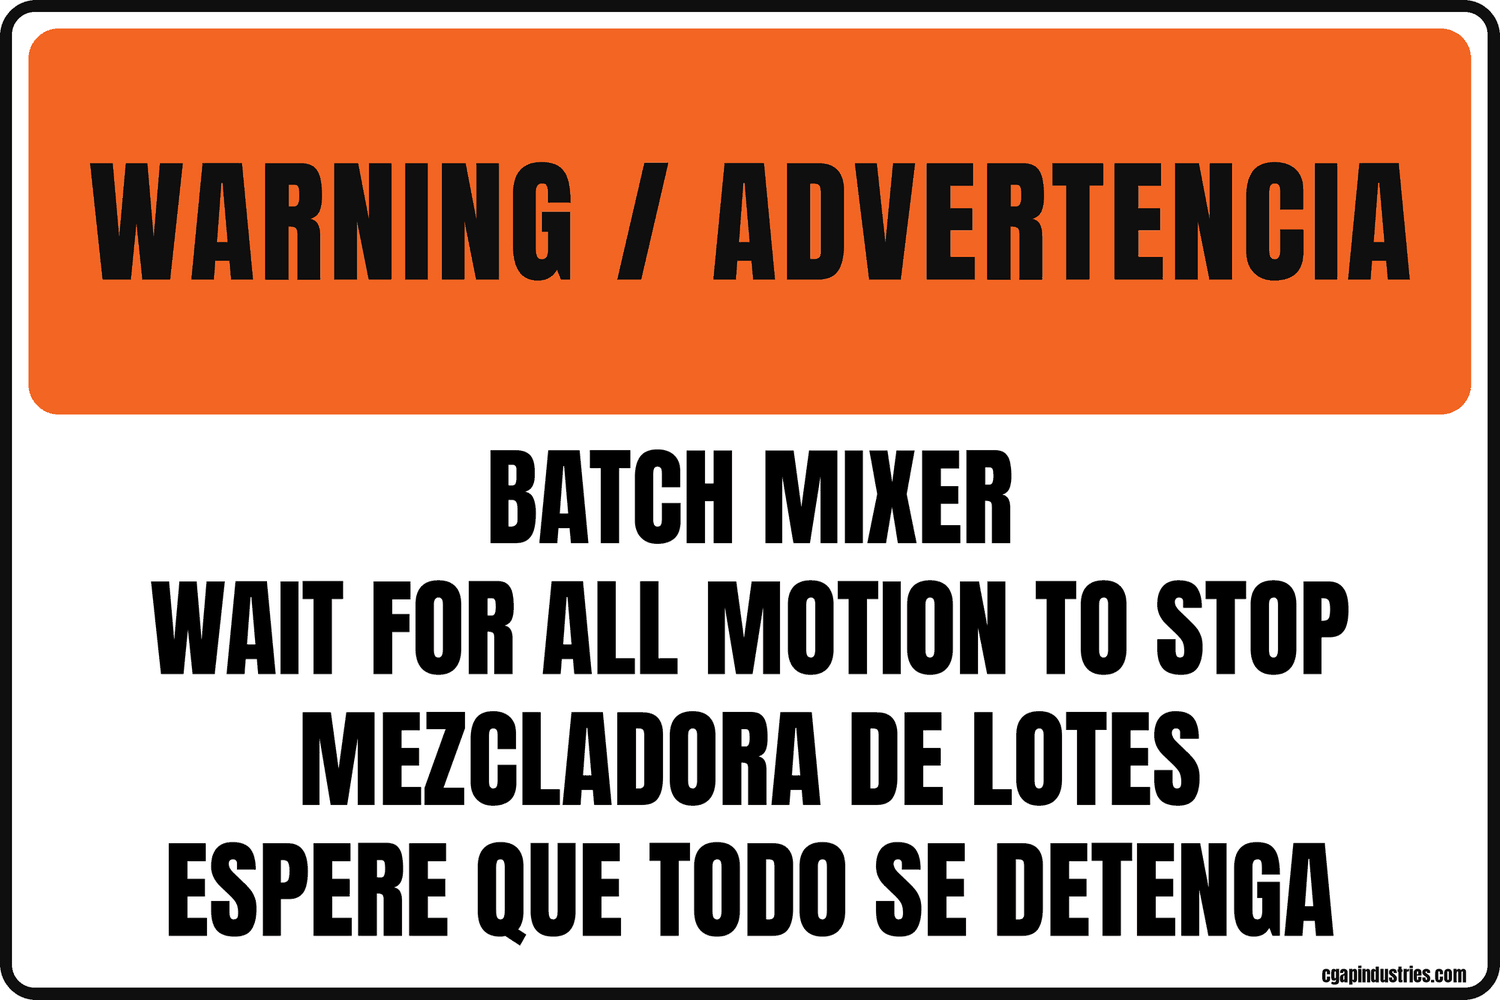 WARNING / ADVERTENCIA
BATCH MIXER
WAIT FOR ALL MOTION TO STOP
MEZCLADORA DE LOTES
ESPERE QUE TODO SE DETENGA
cgapindustries.com